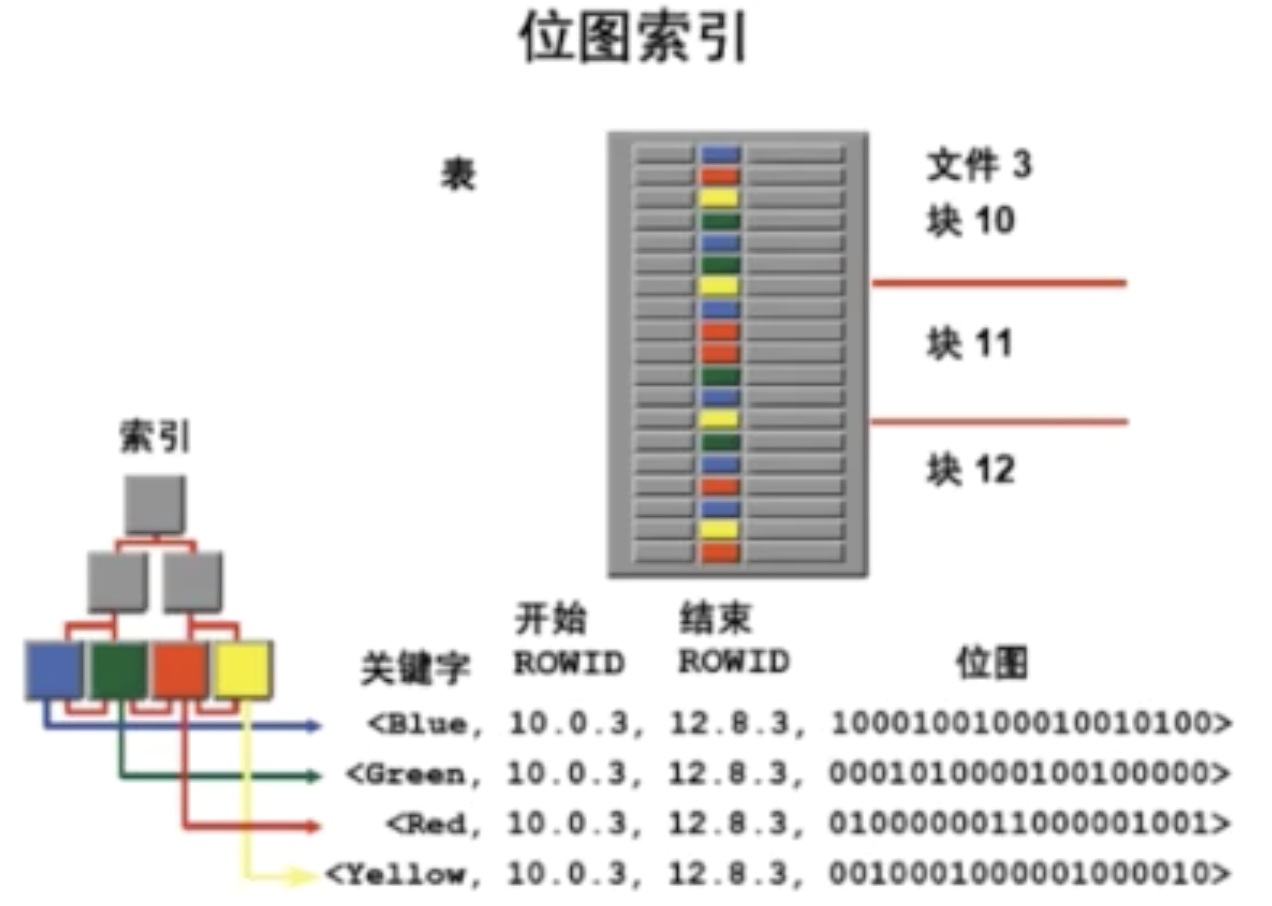 位图索引
表
文件 3
块 10
块 11
块 12
索引
关键字
开始
ROWID
结束
ROWID
位图
<Blue, 10.0.3, 12.8.3, 1000100100010010100>
<Green, 10.0.3, 12.8.3, 0001010000100100000>
<Red, 10.0.3, 12.8.3, 0100000011000001001>
<Yellow, 10.0.3, 12.8.3, 0010001000001000010>